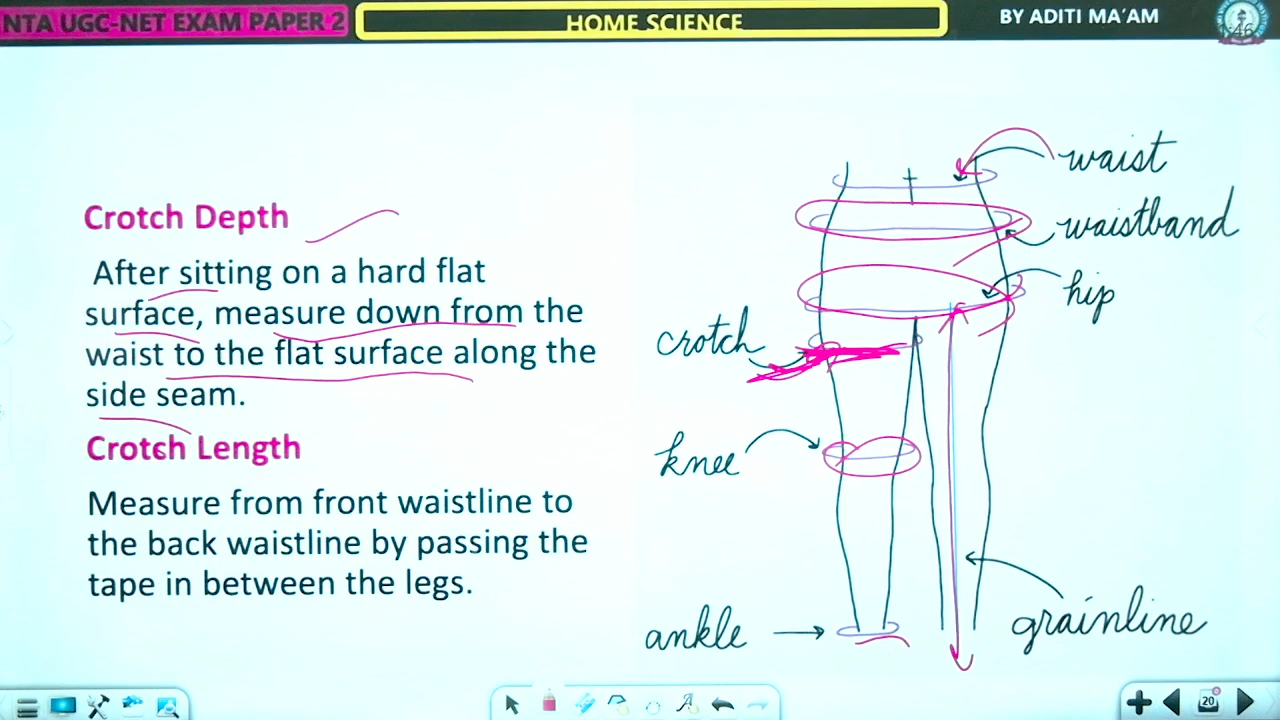 NTA UGC-NET EXAM PAPER 2
HOME SCIENCE
BY ADITI MA'AM
Crotch Depth
After sitting on a hard flat
surface, measure down from the
waist to the flat surface along the
side seam.
Crotch Length
Measure from front waistline to
the back waistline by passing the
tape in between the legs.
waist
waistband
hip
crotch
knee
ankle
grainline
20